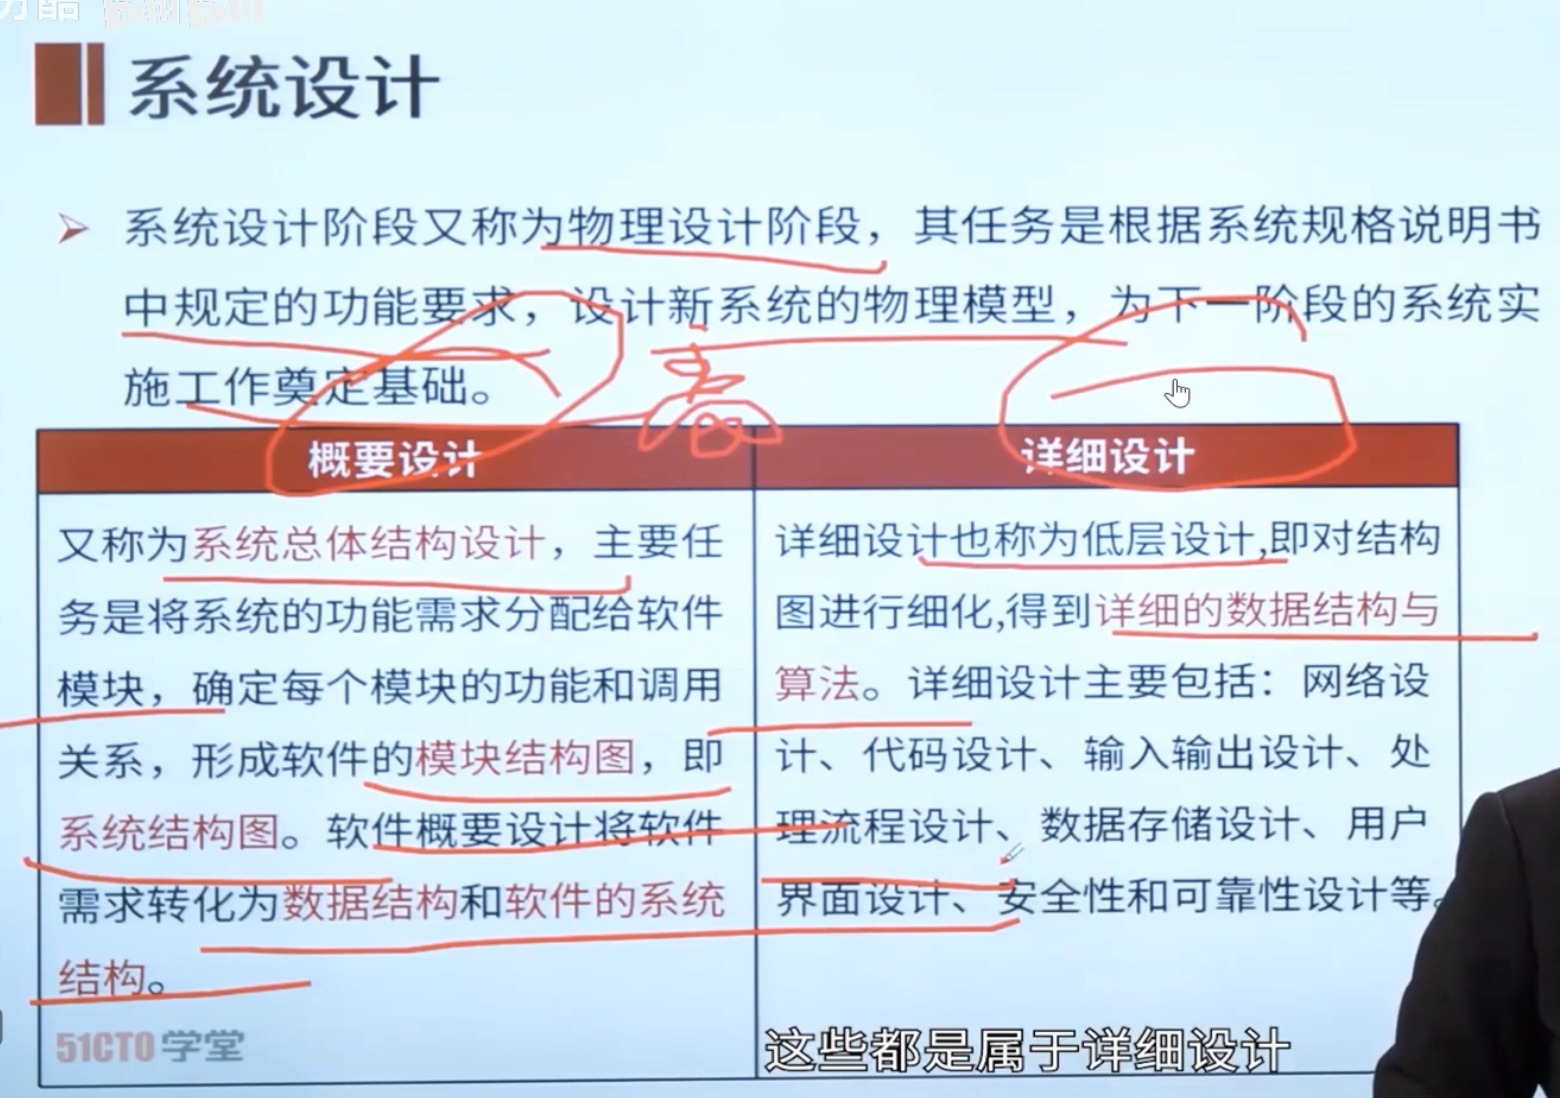 系统设计
系统设计阶段又称为物理设计阶段，其任务是根据系统规格说明书
中规定的功能要求，设计新系统的物理模型，为下一阶段的系统实
施工作奠定基础。
概要设计
又称为系统总体结构设计，主要任
务是将系统的功能需求分配给软件
模块，确定每个模块的功能和调用
关系，形成软件的模块结构图，即
系统结构图。软件概要设计将软件
需求转化为数据结构和软件的系统
结构。
详细设计
详细设计也称为低层设计,即对结构
图进行细化,得到详细的数据结构与
算法。详细设计主要包括：网络设
计、代码设计、输入输出设计、处
理流程设计、数据存储设计、用户
界面设计、安全性和可靠性设计等。
51CTO学堂
这些都是属于详细设计